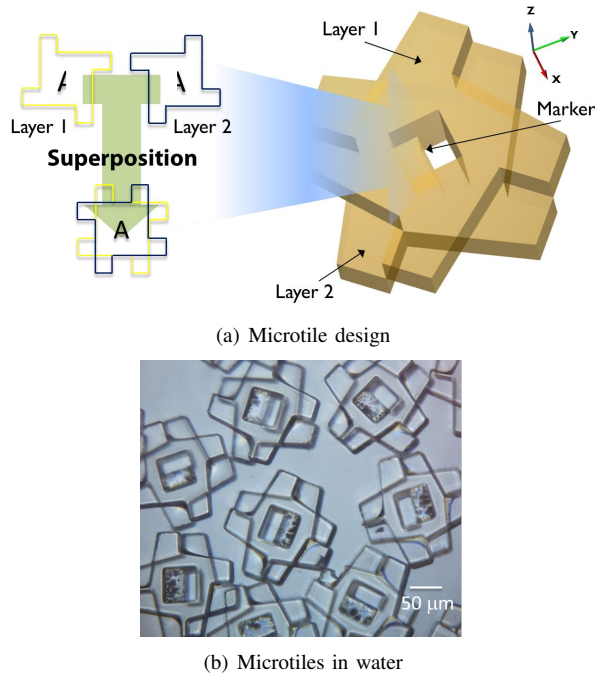 Z
Y
X
Layer 1
Marker
A A
Layer 1 Layer 2
Superposition
A
Layer 2
(a) Microtile design
50 μm
(b) Microtiles in water